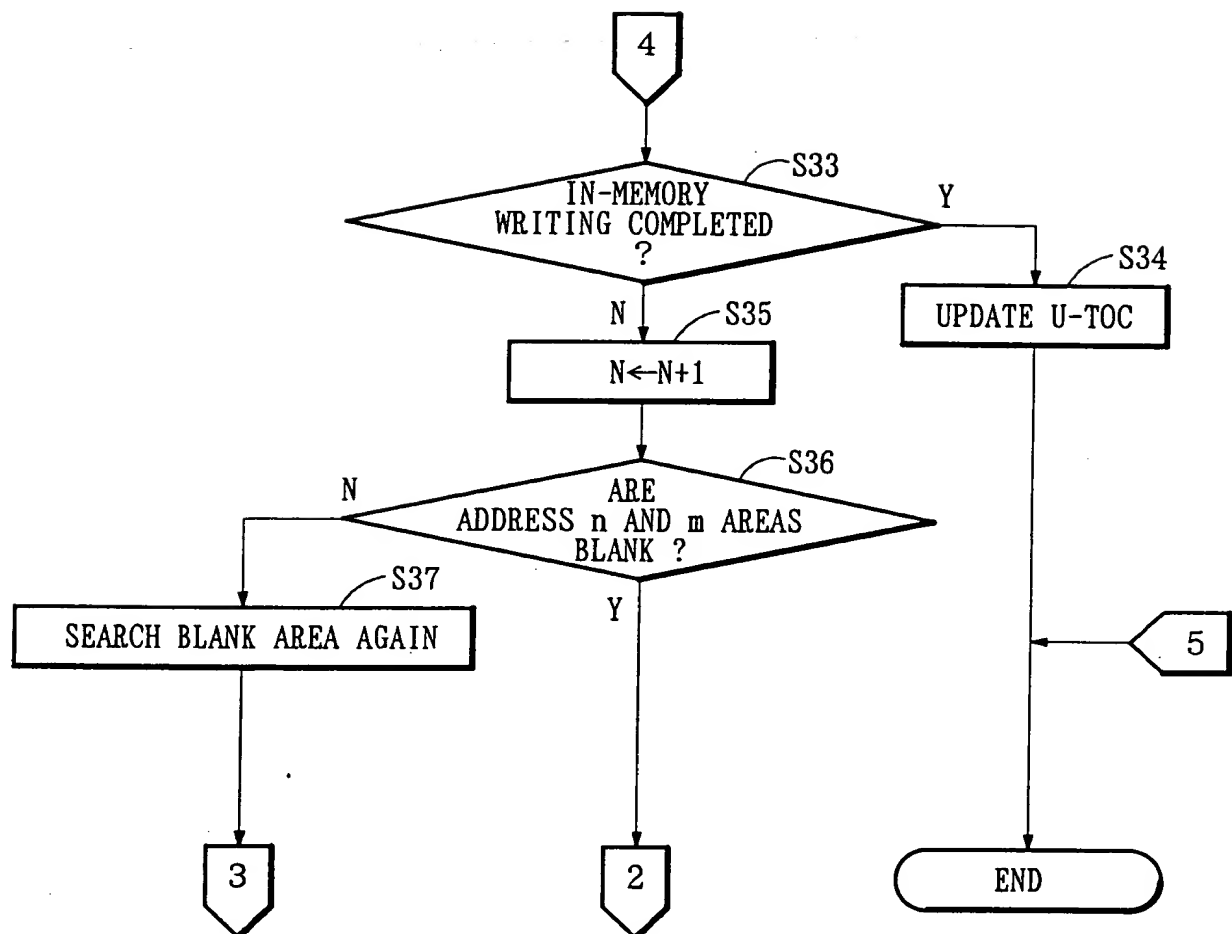 4
S33
IN-MEMORY
WRITING COMPLETED
?
Y
N
S34
UPDATE U-TOC
S35
N←N+1
S36
N
ARE
ADDRESS n AND m AREAS
BLANK ?
Y
S37
SEARCH BLANK AREA AGAIN
5
3
2
END